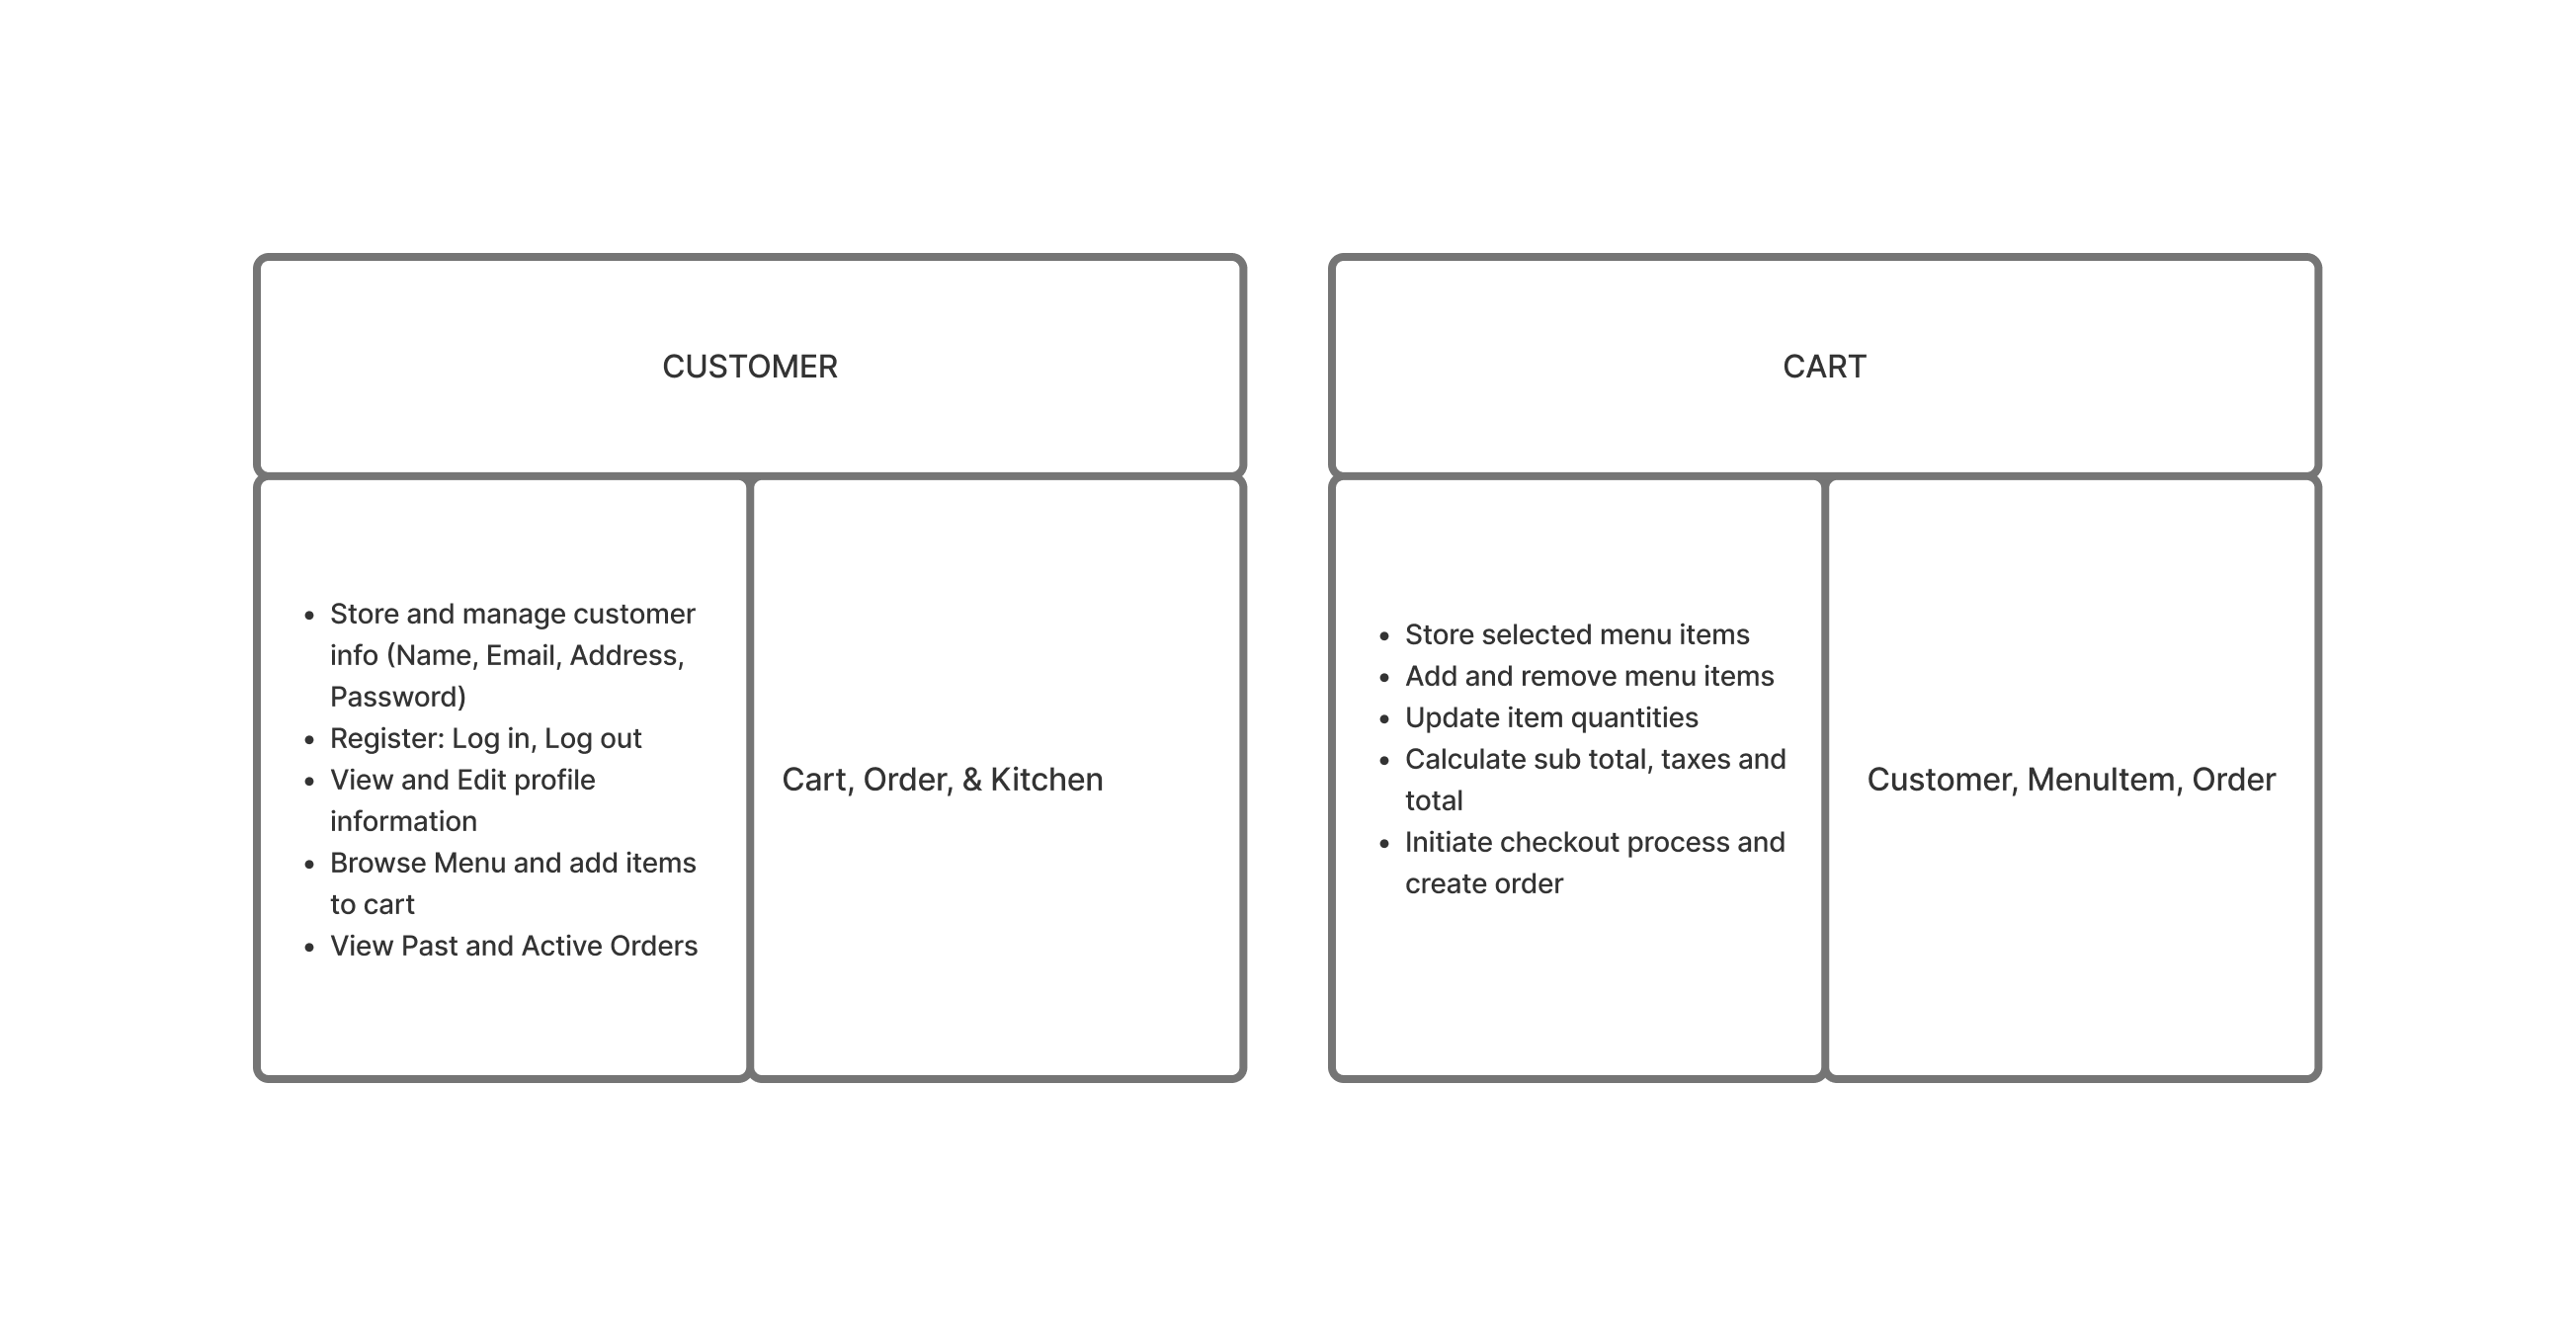 CUSTOMER
• Store and manage customer
info (Name, Email, Address,
Password)
• Register: Log in, Log out
• View and Edit profile
information
• Browse Menu and add items
to cart
• View Past and Active Orders
Cart, Order, & Kitchen
CART
• Store selected menu items
• Add and remove menu items
• Update item quantities
• Calculate sub total, taxes and
total
• Initiate checkout process and
create order
Customer, MenuItem, Order